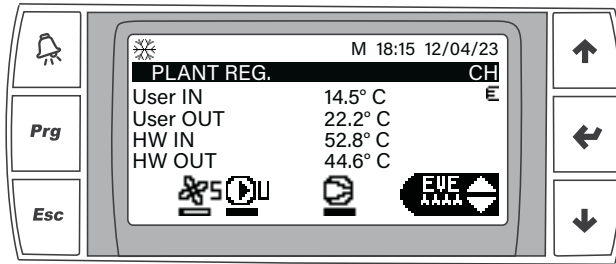 M 18:15 12/04/23
PLANT REG. CH
User IN 14.5° C E
User OUT 22.2° C
HW IN 52.8° C
HW OUT 44.6° C
S U EVE
Prg
Esc